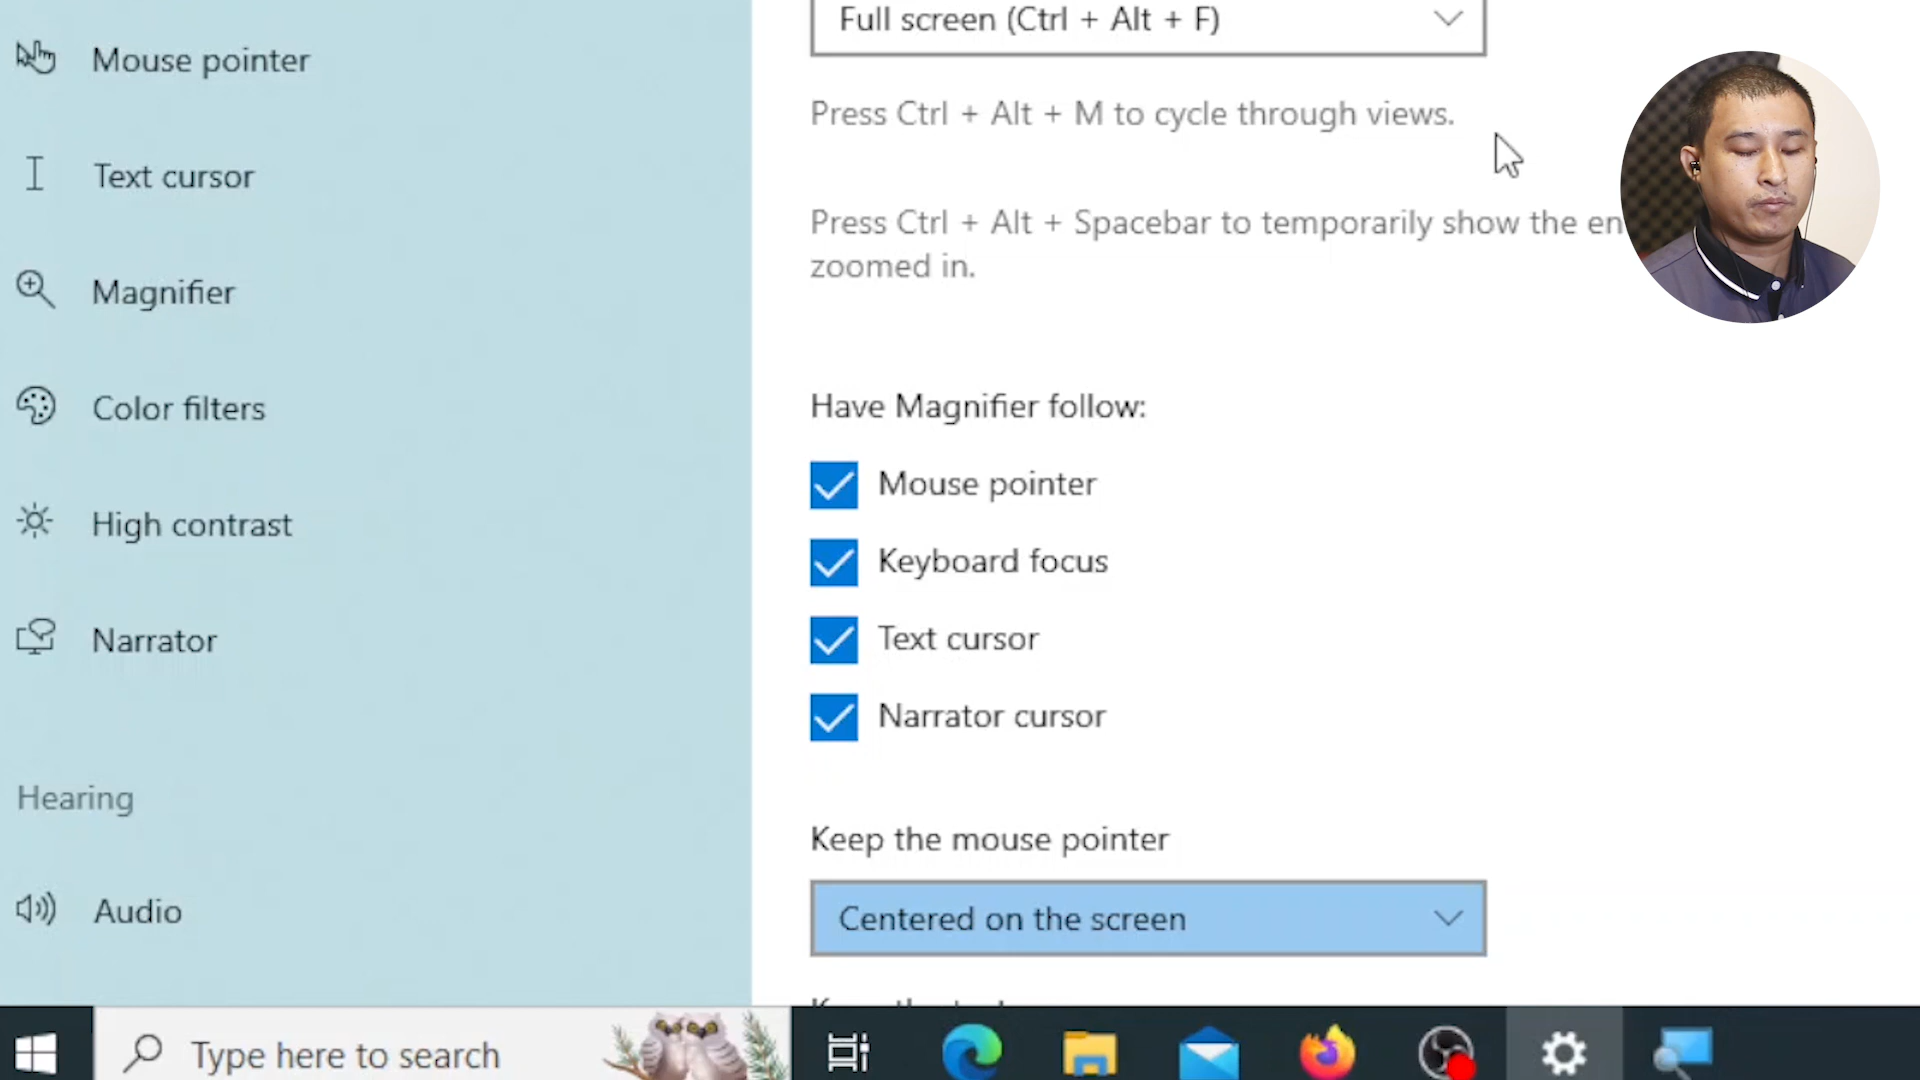 Mouse pointer
Text cursor
Magnifier
Color filters
High contrast
Narrator
Hearing
Audio
Full screen (Ctrl + Alt + F)
Press Ctrl + Alt + M to cycle through views.
Press Ctrl + Alt + Spacebar to temporarily show the en
zoomed in.
Have Magnifier follow:
Mouse pointer
Keyboard focus
Text cursor
Narrator cursor
Keep the mouse pointer
Centered on the screen
Type here to search